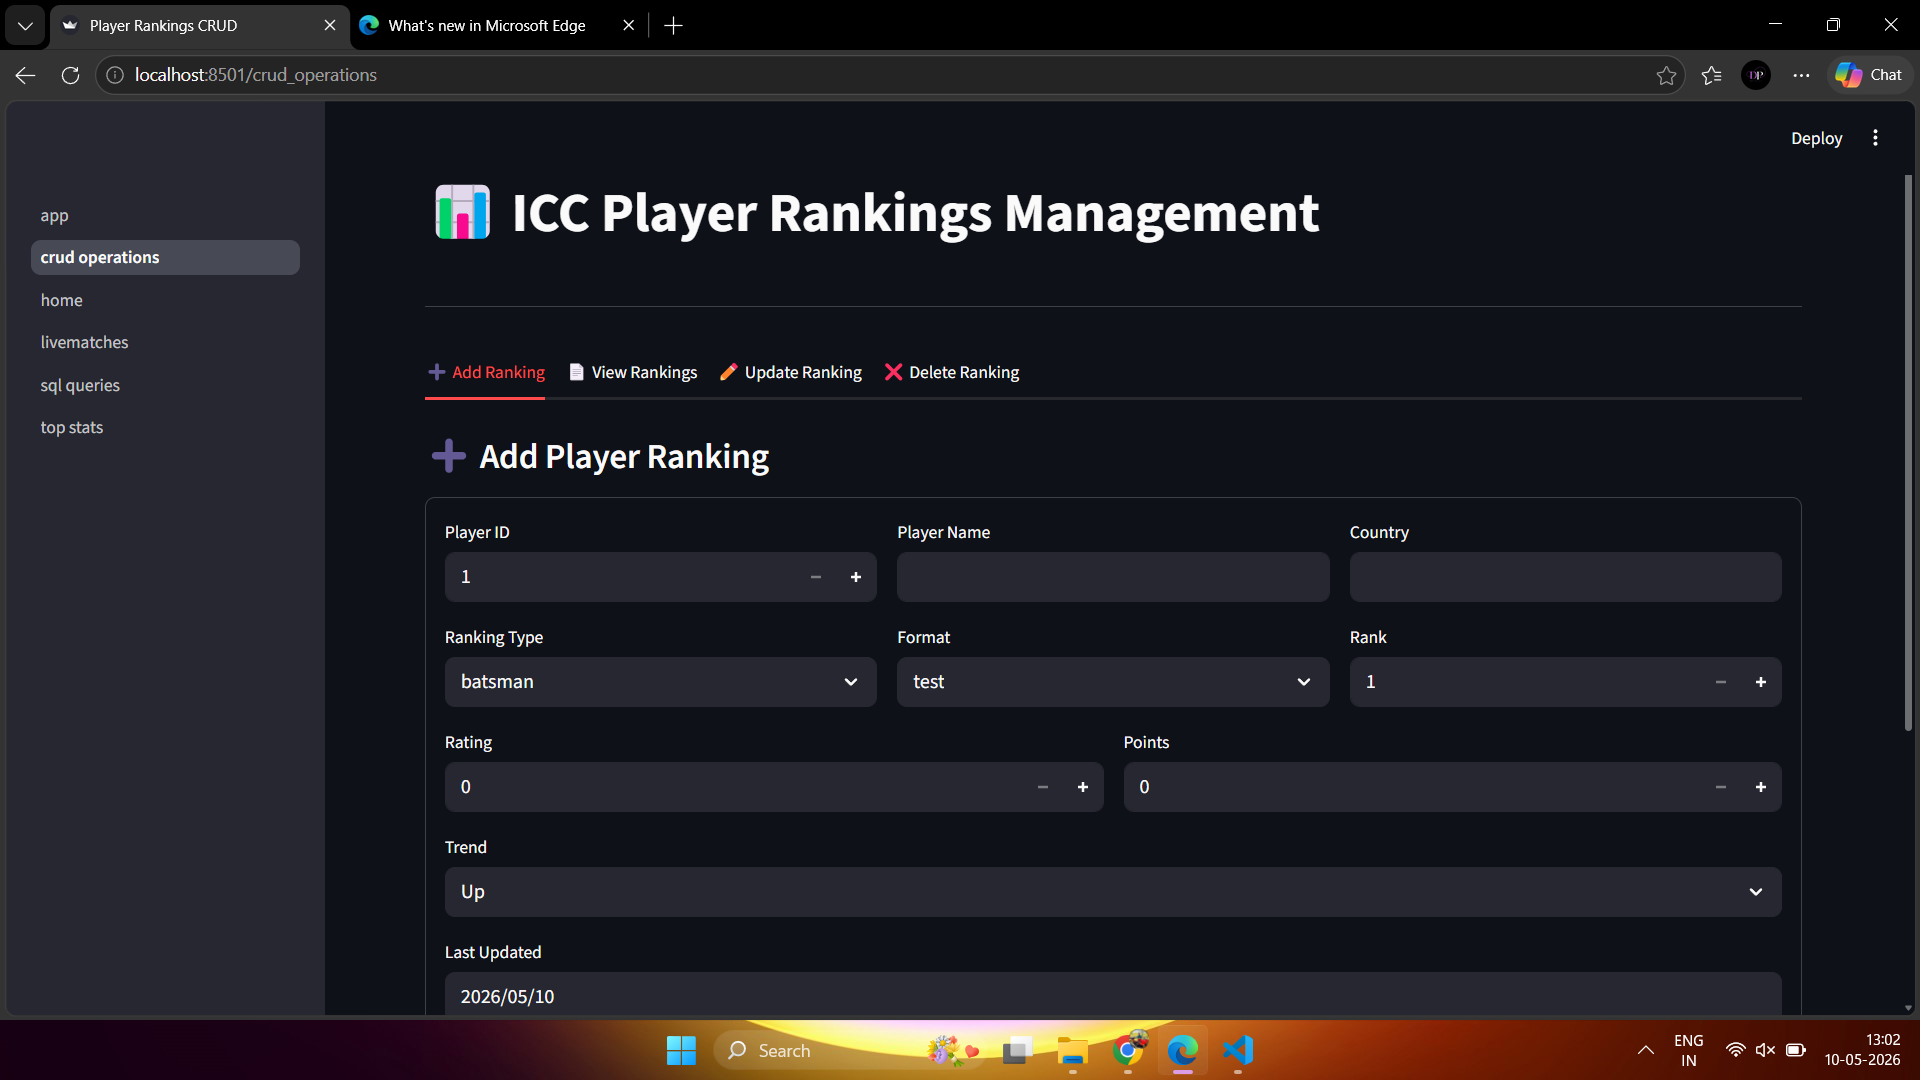 Player Rankings CRUD
What's new in Microsoft Edge
localhost:8501/crud_operations
DP
Chat
Deploy
app
crud operations
home
livematches
sql queries
top stats
ICC Player Rankings Management
Add Ranking
View Rankings
Update Ranking
Delete Ranking
Add Player Ranking
Player ID
Player Name
Country
1
Ranking Type
Format
Rank
batsman
test
1
Rating
Points
0
0
Trend
Up
Last Updated
2026/05/10
Search
ENG
IN
13:02
10-05-2026